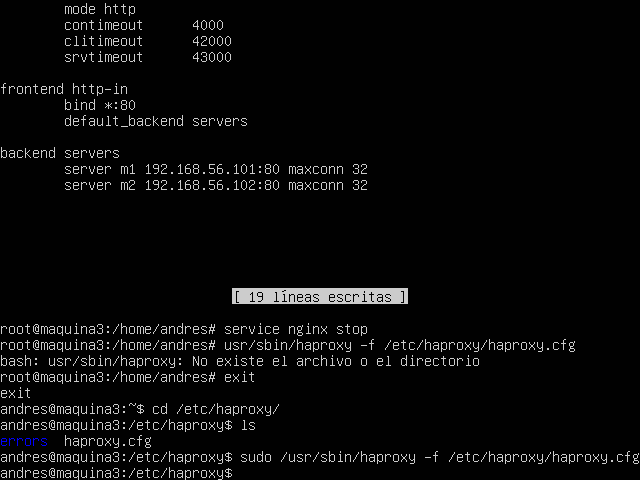 mode http
contimeout 4000
clitimeout 42000
srvtimeout 43000
frontend http-in
bind *:80
default_backend servers
backend servers
server m1 192.168.56.101:80 maxconn 32
server m2 192.168.56.102:80 maxconn 32
[ 19 líneas escritas ]
root@maquina3:/home/andres# service nginx stop
root@maquina3:/home/andres# usr/sbin/haproxy -f /etc/haproxy/haproxy.cfg
bash: usr/sbin/haproxy: No existe el archivo o el directorio
root@maquina3:/home/andres# exit
exit
andres@maquina3:~$ cd /etc/haproxy/
andres@maquina3:/etc/haproxy$ ls
errors haproxy.cfg
andres@maquina3:/etc/haproxy$ sudo /usr/sbin/haproxy -f /etc/haproxy/haproxy.cfg
andres@maquina3:/etc/haproxy$